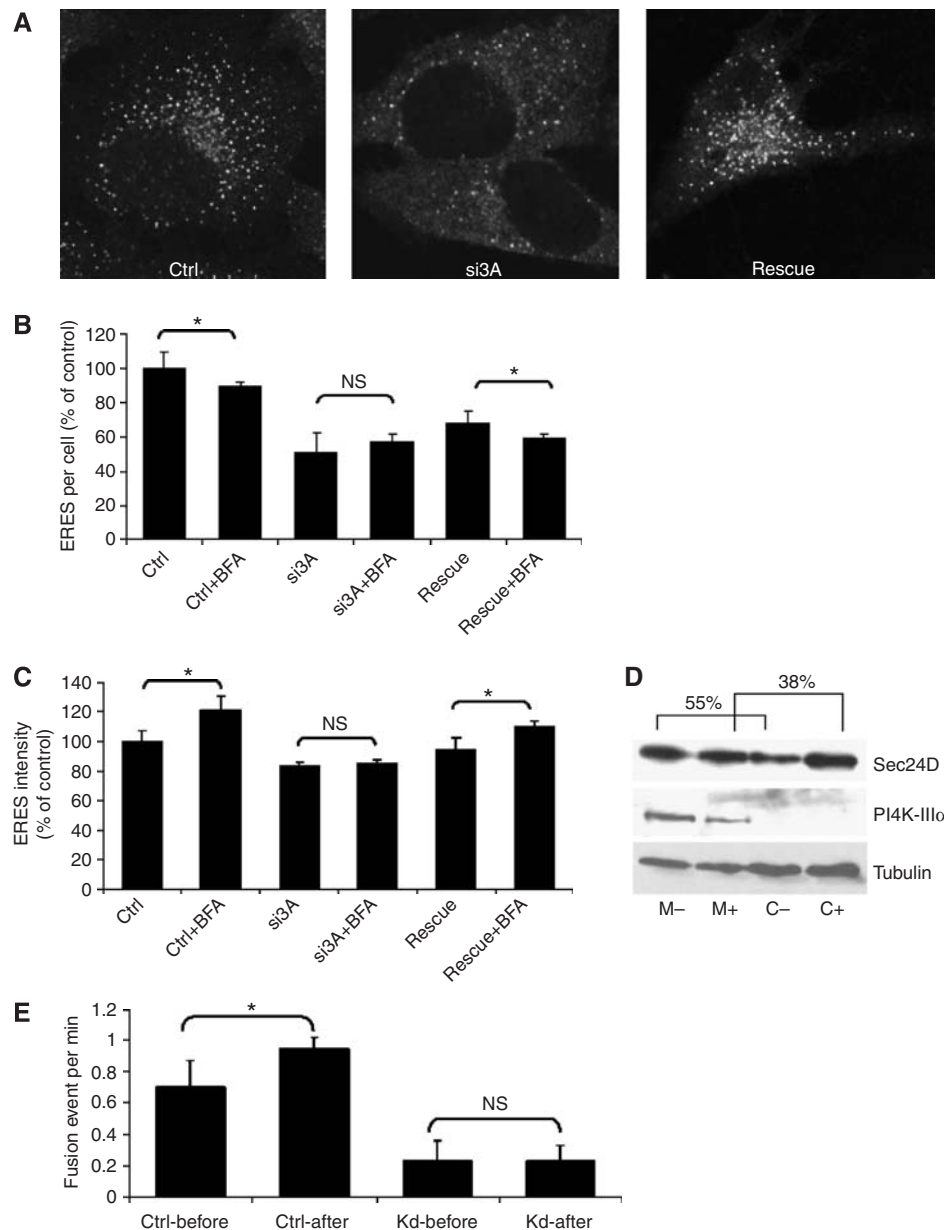 A
Ctrl
si3A
Rescue
B
ERES per cell (% of control)
120
100
80
60
40
20
0
*
NS
*
Ctrl
Ctrl+BFA
si3A
si3A+BFA
Rescue
Rescue+BFA
C
ERES intensity
(% of control)
140
120
100
80
60
40
20
0
*
NS
*
Ctrl
Ctrl+BFA
si3A
si3A+BFA
Rescue
Rescue+BFA
D
38%
55%
Sec24D
PI4K-IIIα
Tubulin
M– M+ C– C+
E
Fusion event per min
1.2
1
0.8
0.6
0.4
0.2
0
*
NS
Ctrl-before Ctrl-after Kd-before Kd-after